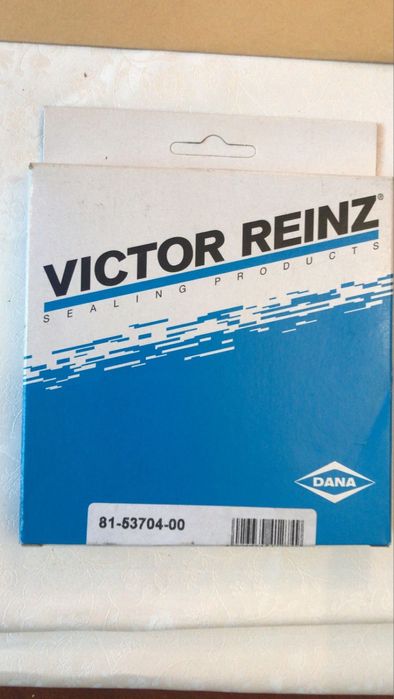 VICTOR REINZ®
SEALING PRODUCTS
DANA
81-53704-00